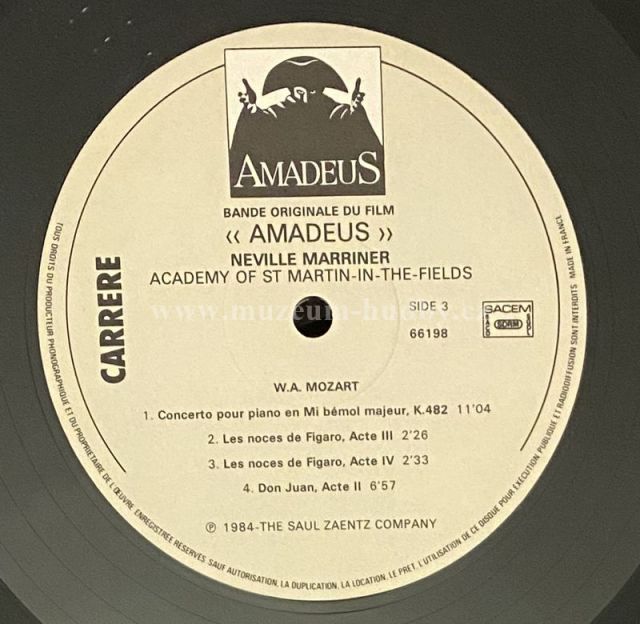 AMADEUS
BANDE ORIGINALE DU FILM
‹‹ AMADEUS ››
NEVILLE MARRINER
ACADEMY OF ST MARTIN-IN-THE-FIELDS
CARRERE
SIDE 3
66198
SACEM
SDRM
W.A. MOZART
1. Concerto pour piano en Mi bémol majeur, K.482 11'04
2. Les noces de Figaro, Acte III 2'26
3. Les noces de Figaro, Acte IV 2'33
4. Don Juan, Acte II 6'57
℗ 1984-THE SAUL ZAENTZ COMPANY
TOUS DROITS DU PRODUCTEUR PHONOGRAPHIQUE ET DU PROPRIETAIRE DE L'ŒUVRE ENREGISTREE RESERVES. SAUF AUTORISATION, LA DUPLICATION, LA LOCATION, LE PRET, L'UTILISATION DE CE DISQUE POUR EXECUTION PUBLIQUE ET RADIODIFFUSION SONT INTERDITS MADE IN FRANCE